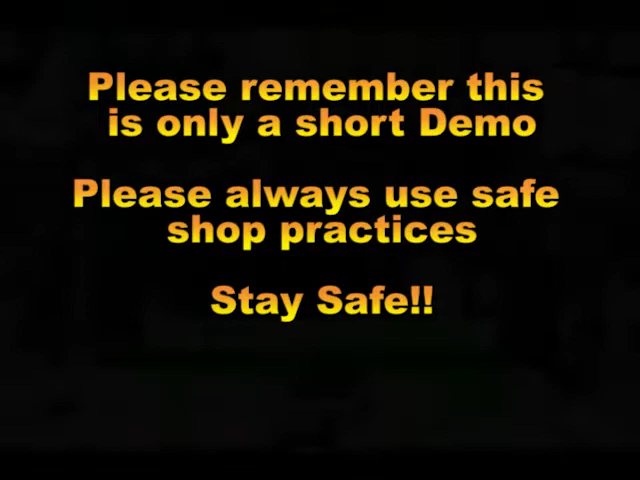 Please remember this
is only a short Demo
Please always use safe
shop practices
Stay Safe!!